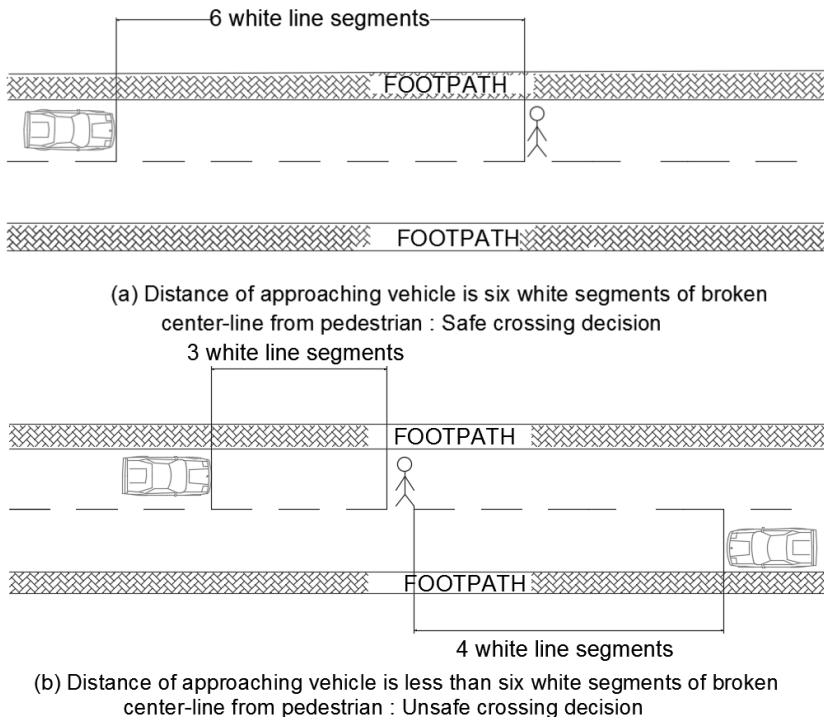 6 white line segments
FOOTPATH
FOOTPATH
(a) Distance of approaching vehicle is six white segments of broken
center-line from pedestrian : Safe crossing decision
3 white line segments
FOOTPATH
FOOTPATH
4 white line segments
(b) Distance of approaching vehicle is less than six white segments of broken
center-line from pedestrian : Unsafe crossing decision